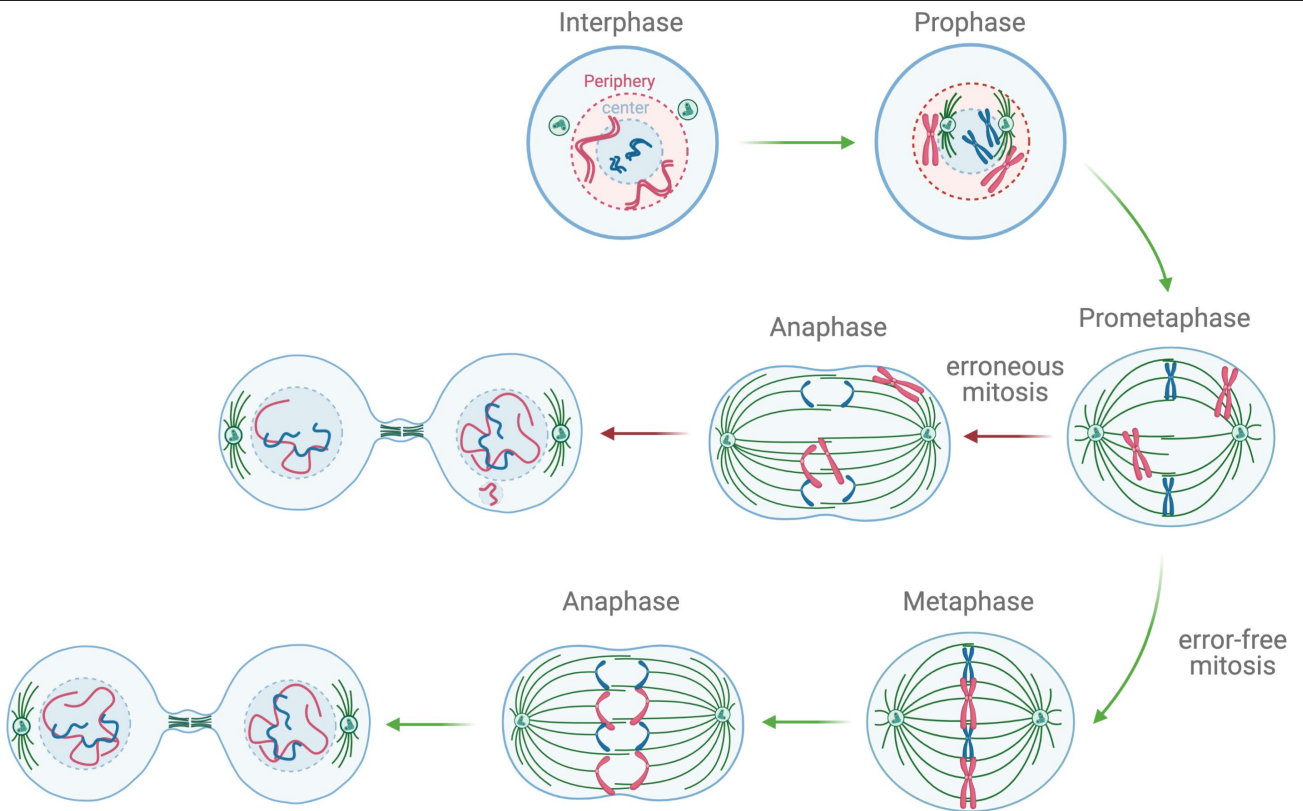 Interphase
Prophase
Periphery
center
Prometaphase
Anaphase
erroneous
mitosis
Anaphase
Metaphase
error-free
mitosis